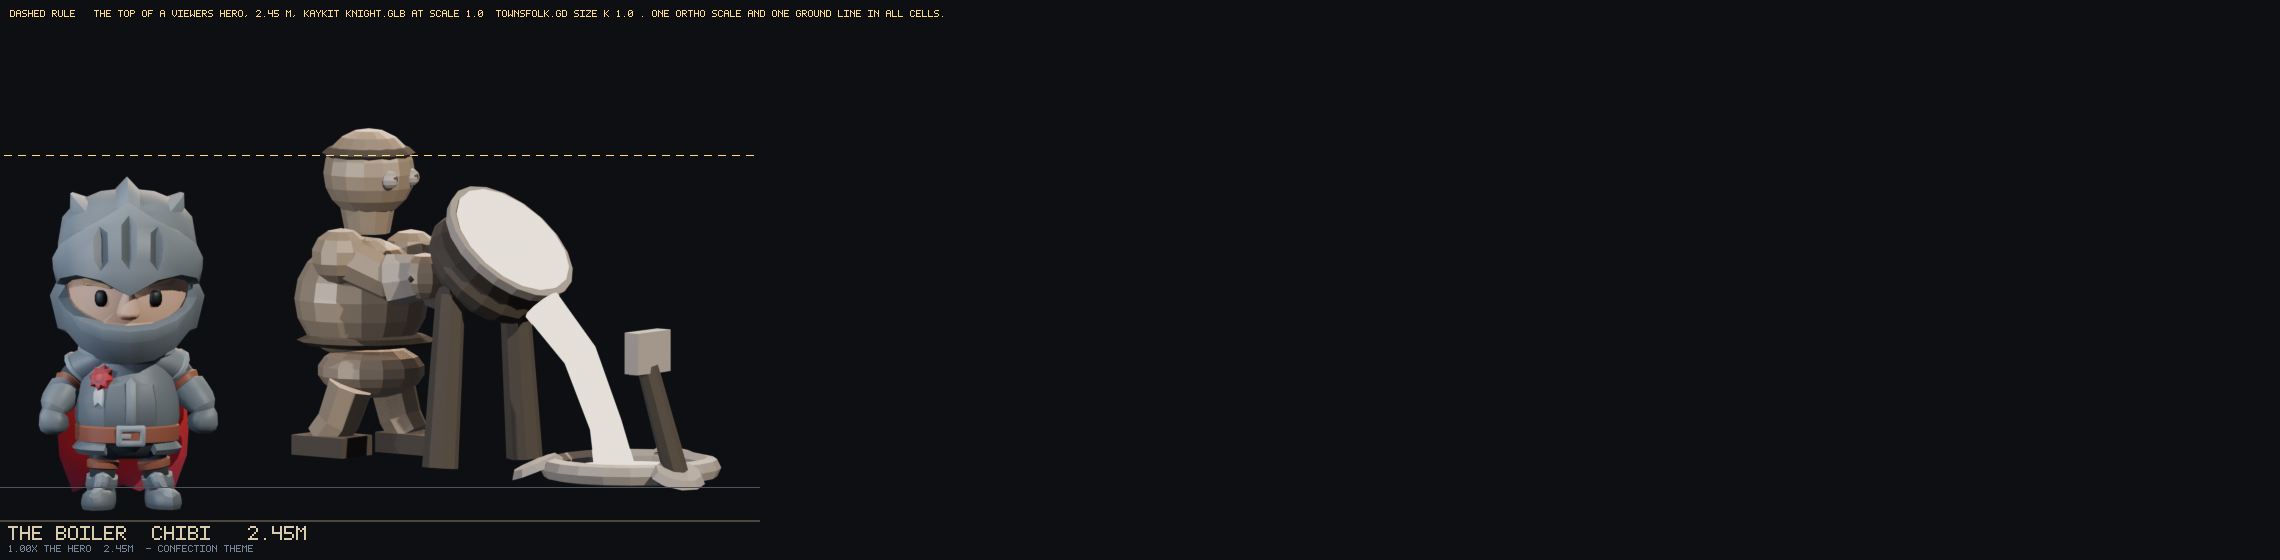 DASHED RULE   THE TOP OF A VIEWERS HERO, 2.45 M, KAYKIT KNIGHT.GLB AT SCALE 1.0  TOWNSFOLK.GD SIZE K 1.0 . ONE ORTHO SCALE AND ONE GROUND LINE IN ALL CELLS.
THE BOILER  CHIBI   2.45M
1.00X THE HERO  2.45M  - CONFECTION THEME